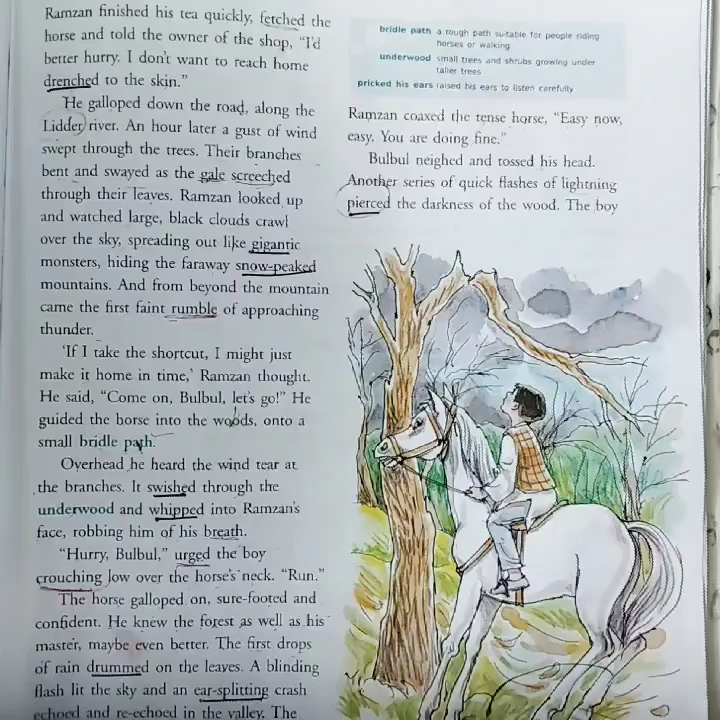 Ramzan finished his tea quickly, fetched the
horse and told the owner of the shop, “I’d
better hurry. I don’t want to reach home
drenched to the skin.”
He galloped down the road, along the
Lidder river. An hour later a gust of wind
swept through the trees. Their branches
bent and swayed as the gale screeched
through their leaves. Ramzan looked up
and watched large, black clouds crawl
over the sky, spreading out like gigantic
monsters, hiding the faraway snow-peaked
mountains. And from beyond the mountain
came the first faint rumble of approaching
thunder.
‘If I take the shortcut, I might just
make it home in time,’ Ramzan thought.
He said, “Come on, Bulbul, let’s go!” He
guided the horse into the woods, onto a
small bridle path.
Overhead he heard the wind tear at
the branches. It swished through the
underwood and whipped into Ramzan’s
face, robbing him of his breath.
“Hurry, Bulbul,” urged the boy
crouching low over the horse’s neck. “Run.”
The horse galloped on, sure-footed and
confident. He knew the forest as well as his
master, maybe even better. The first drops
of rain drummed on the leaves. A blinding
flash lit the sky and an ear-splitting crash
echoed and re-echoed in the valley. The
bridle path a rough path suitable for people riding
horses or walking
underwood small trees and shrubs growing under
taller trees
pricked his ears raised his ears to listen carefully
Ramzan coaxed the tense horse, “Easy now,
easy. You are doing fine.”
Bulbul neighed and tossed his head.
Another series of quick flashes of lightning
pierced the darkness of the wood. The boy